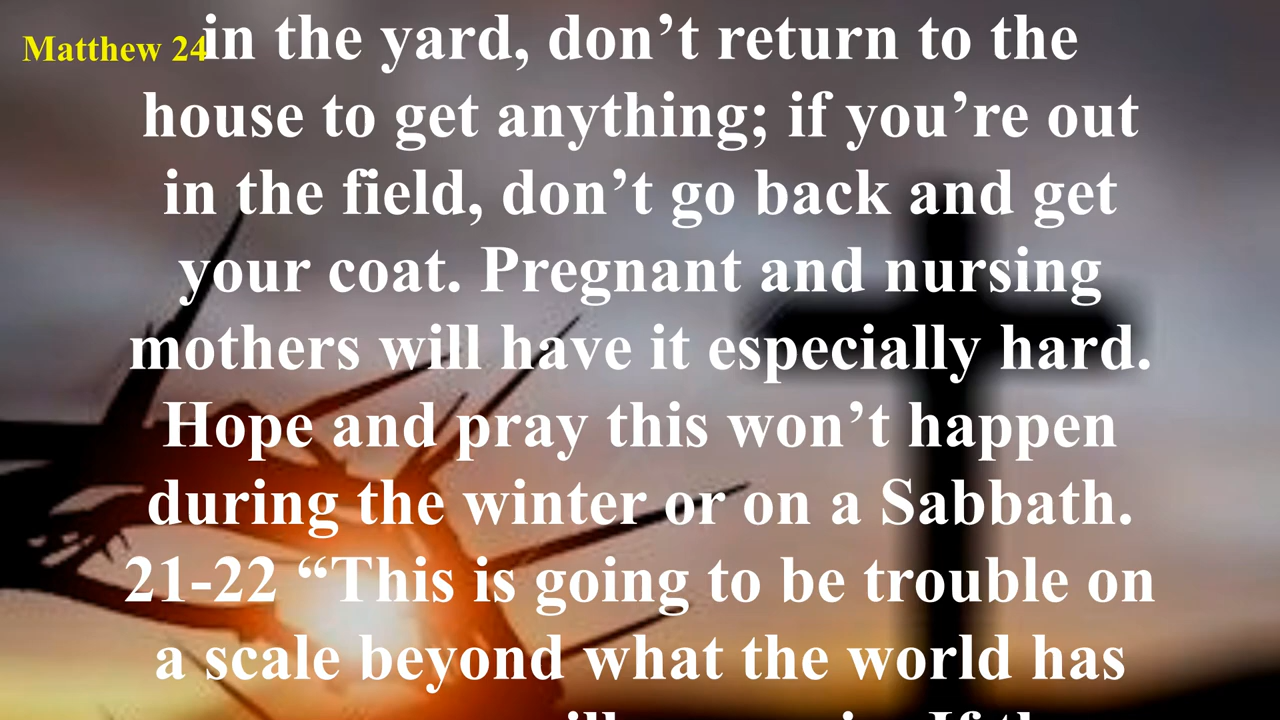 Matthew 24
in the yard, don’t return to the
house to get anything; if you’re out
in the field, don’t go back and get
your coat. Pregnant and nursing
mothers will have it especially hard.
Hope and pray this won’t happen
during the winter or on a Sabbath.
21-22 “This is going to be trouble on
a scale beyond what the world has
If